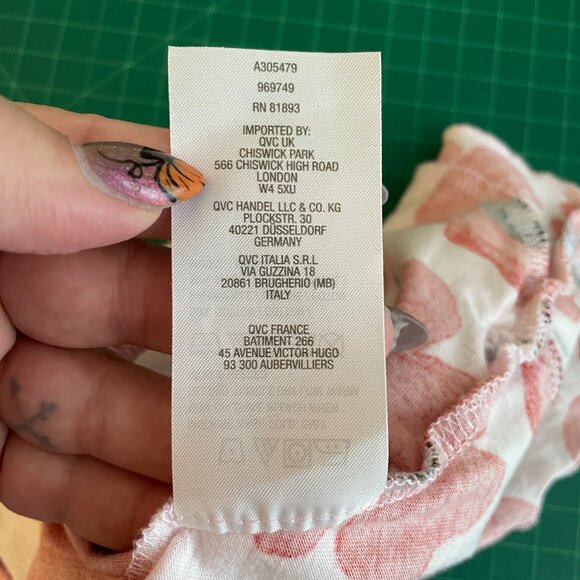 A305479
969749
RN 81893
IMPORTED BY:
QVC UK
CHISWICK PARK
566 CHISWICK HIGH ROAD
LONDON
W4 5XU
QVC HANDEL LLC & CO. KG
PLOCKSTR. 30
40221 DÜSSELDORF
GERMANY
QVC ITALIA S.R.L
VIA GUZZINA 18
20861 BRUGHERIO (MB)
ITALY
QVC FRANCE
BATIMENT 266
45 AVENUE VICTOR HUGO
93 300 AUBERVILLIERS